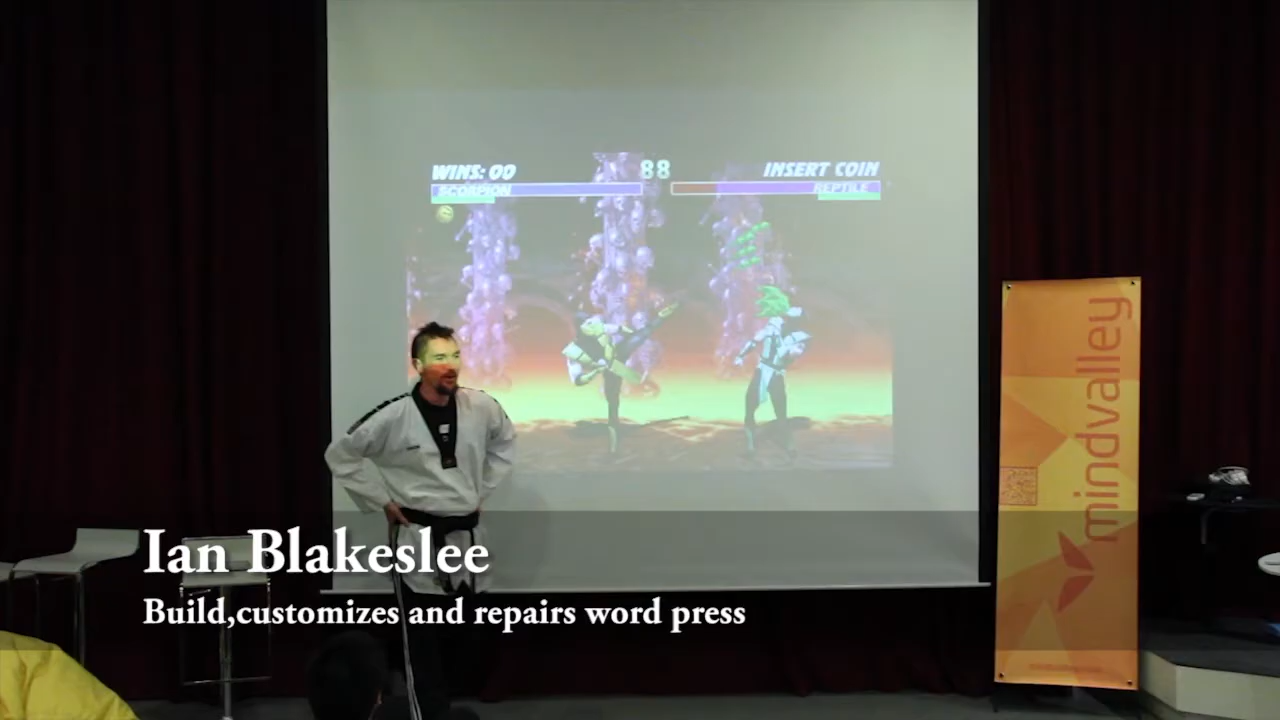 WINS: 00
88
INSERT COIN
SCORPION
REPTILE
mindvalley
Ian Blakeslee
Build,customizes and repairs word press